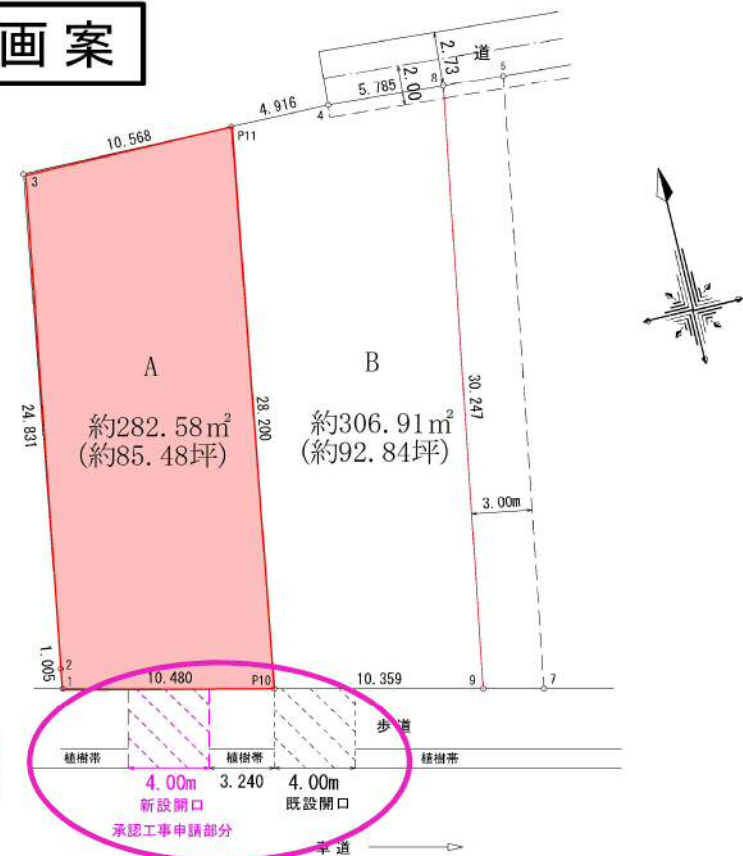 画案
道
2.73
2.00
5.785
8
5
4
4.916
10.568
P11
3
A
約282.58㎡
(約85.48坪)
B
約306.91㎡
(約92.84坪)
24.831
28.200
30.247
3.00m
1.005
2
1
10.480
P10
10.359
9
7
歩道
植樹帯
植樹帯
植樹帯
4.00m
3.240
4.00m
新設開口
既設開口
承認工事申請部分
車道